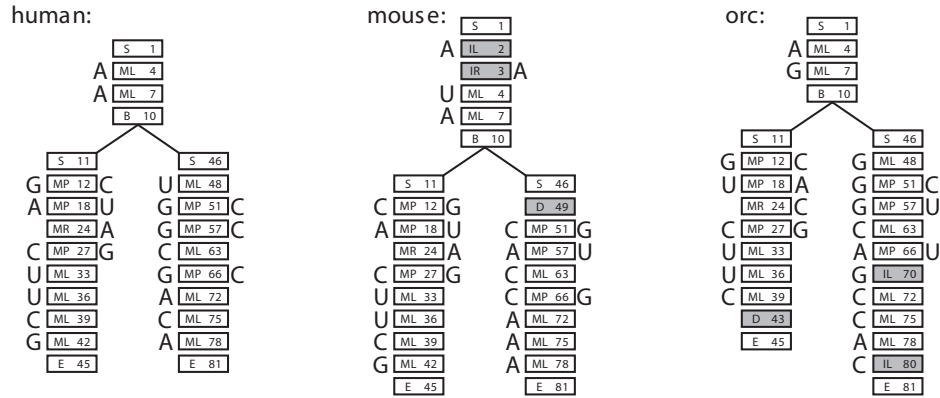 human:
S 1
A ML 4
A ML 7
B 10
S 11
G MP 12 C
A MP 18 U
MR 24 A
C MP 27 G
U ML 33
U ML 36
C ML 39
G ML 42
E 45
S 46
U ML 48
G MP 51 C
G MP 57 C
C ML 63
G MP 66 C
A ML 72
C ML 75
A ML 78
E 81
mouse:
S 1
A IL 2
IR 3 A
U ML 4
A ML 7
B 10
S 11
C MP 12 G
A MP 18 U
MR 24 A
C MP 27 G
U ML 33
U ML 36
C ML 39
G ML 42
E 45
S 46
D 49
C MP 51 G
A MP 57 U
C ML 63
C MP 66 G
A ML 72
A ML 75
A ML 78
E 81
orc:
S 1
A ML 4
G ML 7
B 10
S 11
G MP 12 C
U MP 18 A
MR 24 C
C MP 27 G
U ML 33
U ML 36
C ML 39
D 43
E 45
S 46
G ML 48
G MP 51 C
G MP 57 U
C ML 63
A MP 66 U
G IL 70
C ML 72
C ML 75
A ML 78
C IL 80
E 81